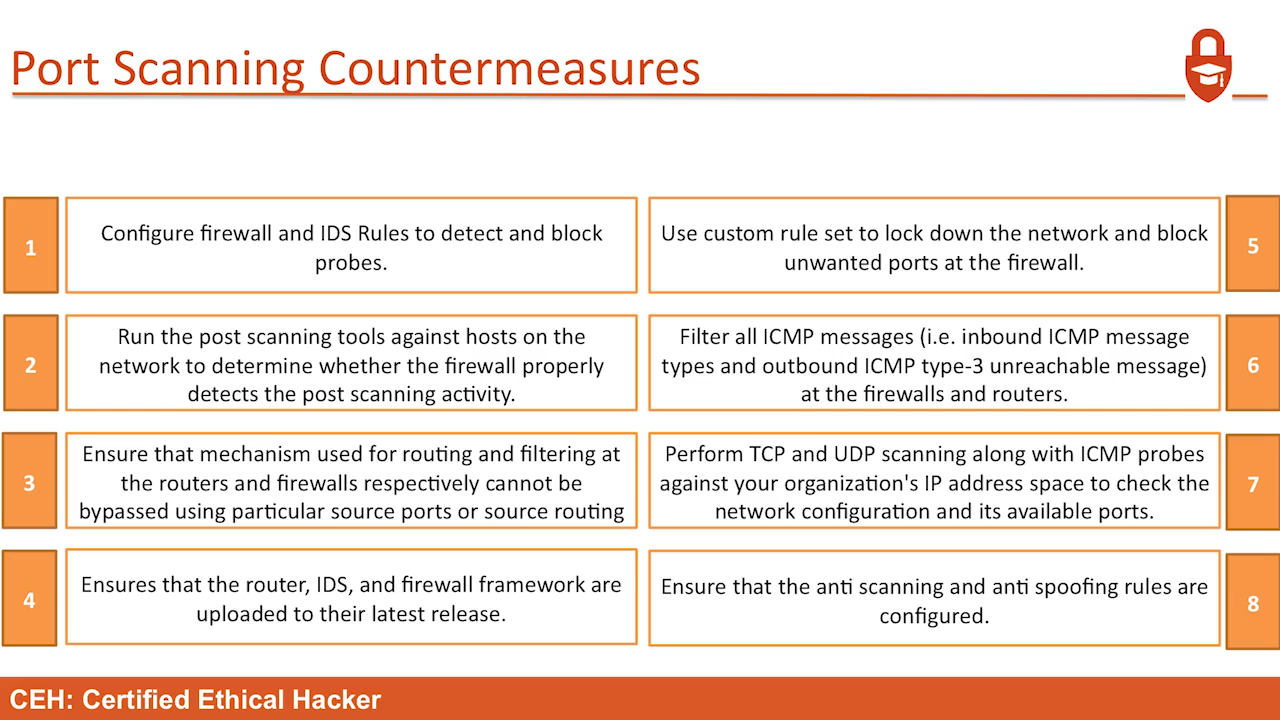 Port Scanning Countermeasures
1
Configure firewall and IDS Rules to detect and block
probes.
2
Run the post scanning tools against hosts on the
network to determine whether the firewall properly
detects the post scanning activity.
3
Ensure that mechanism used for routing and filtering at
the routers and firewalls respectively cannot be
bypassed using particular source ports or source routing
4
Ensures that the router, IDS, and firewall framework are
uploaded to their latest release.
Use custom rule set to lock down the network and block
unwanted ports at the firewall.
5
Filter all ICMP messages (i.e. inbound ICMP message
types and outbound ICMP type-3 unreachable message)
at the firewalls and routers.
6
Perform TCP and UDP scanning along with ICMP probes
against your organization's IP address space to check the
network configuration and its available ports.
7
Ensure that the anti scanning and anti spoofing rules are
configured.
8
CEH: Certified Ethical Hacker